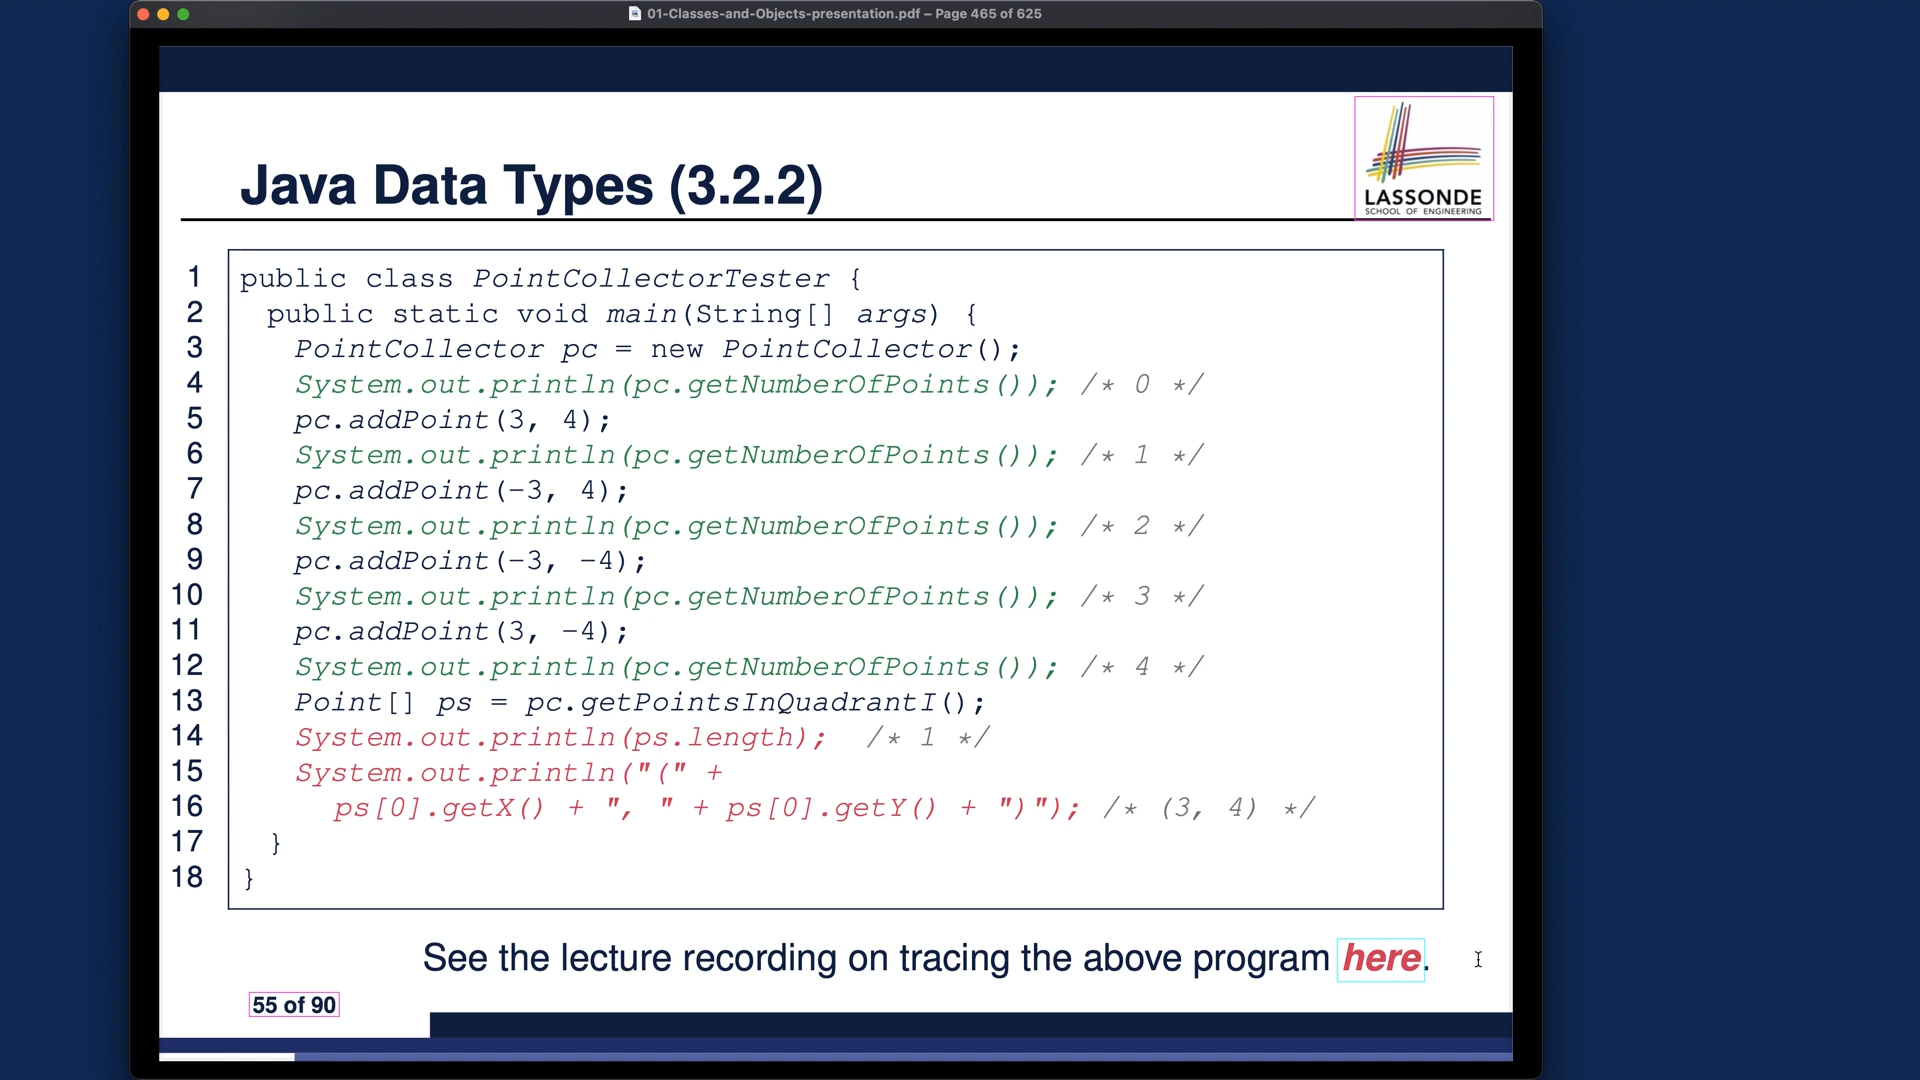 01-Classes-and-Objects-presentation.pdf – Page 465 of 625
LASSONDE
SCHOOL OF ENGINEERING
Java Data Types (3.2.2)
1 public class PointCollectorTester {
2 public static void main(String[] args) {
3 PointCollector pc = new PointCollector();
4 System.out.println(pc.getNumberOfPoints()); /* 0 */
5 pc.addPoint(3, 4);
6 System.out.println(pc.getNumberOfPoints()); /* 1 */
7 pc.addPoint(-3, 4);
8 System.out.println(pc.getNumberOfPoints()); /* 2 */
9 pc.addPoint(-3, -4);
10 System.out.println(pc.getNumberOfPoints()); /* 3 */
11 pc.addPoint(3, -4);
12 System.out.println(pc.getNumberOfPoints()); /* 4 */
13 Point[] ps = pc.getPointsInQuadrantI();
14 System.out.println(ps.length); /* 1 */
15 System.out.println("(" +
16 ps[0].getX() + ", " + ps[0].getY() + ")"); /* (3, 4) */
17 }
18 }
See the lecture recording on tracing the above program here.
55 of 90